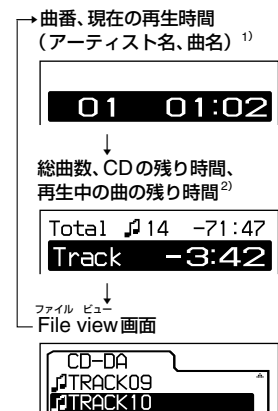 曲番、現在の再生時間
(アーティスト名、曲名) 1)
01 01:02
総曲数、CDの残り時間、
再生中の曲の残り時間2)
Total ♫14 -71:47
Track -3:42
ファイル ビュー
File view画面
CD-DA
♫TRACK09
♫TRACK10